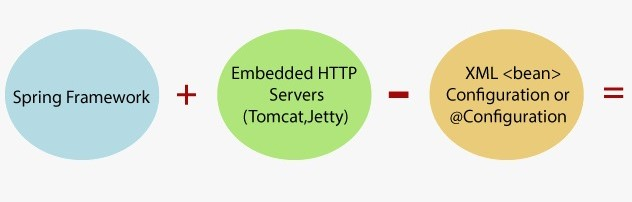 Spring Framework
+
Embedded HTTP
Servers
(Tomcat,Jetty)
-
XML <bean>
Configuration or
@Configuration
=